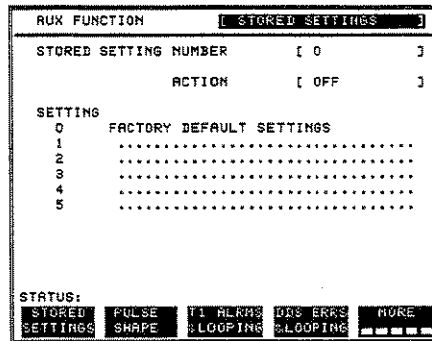 AUX FUNCTION [ STORED SETTINGS ]
STORED SETTING NUMBER [ 0 ]
ACTION [ OFF ]
SETTING
0 FACTORY DEFAULT SETTINGS
1 ..................................
2 ..................................
3 ..................................
4 ..................................
5 ..................................
STATUS:
STORED SETTINGS
PULSE SHAPE
T1 ALRMS &LOOPING
DDS ERRS &LOOPING
MORE